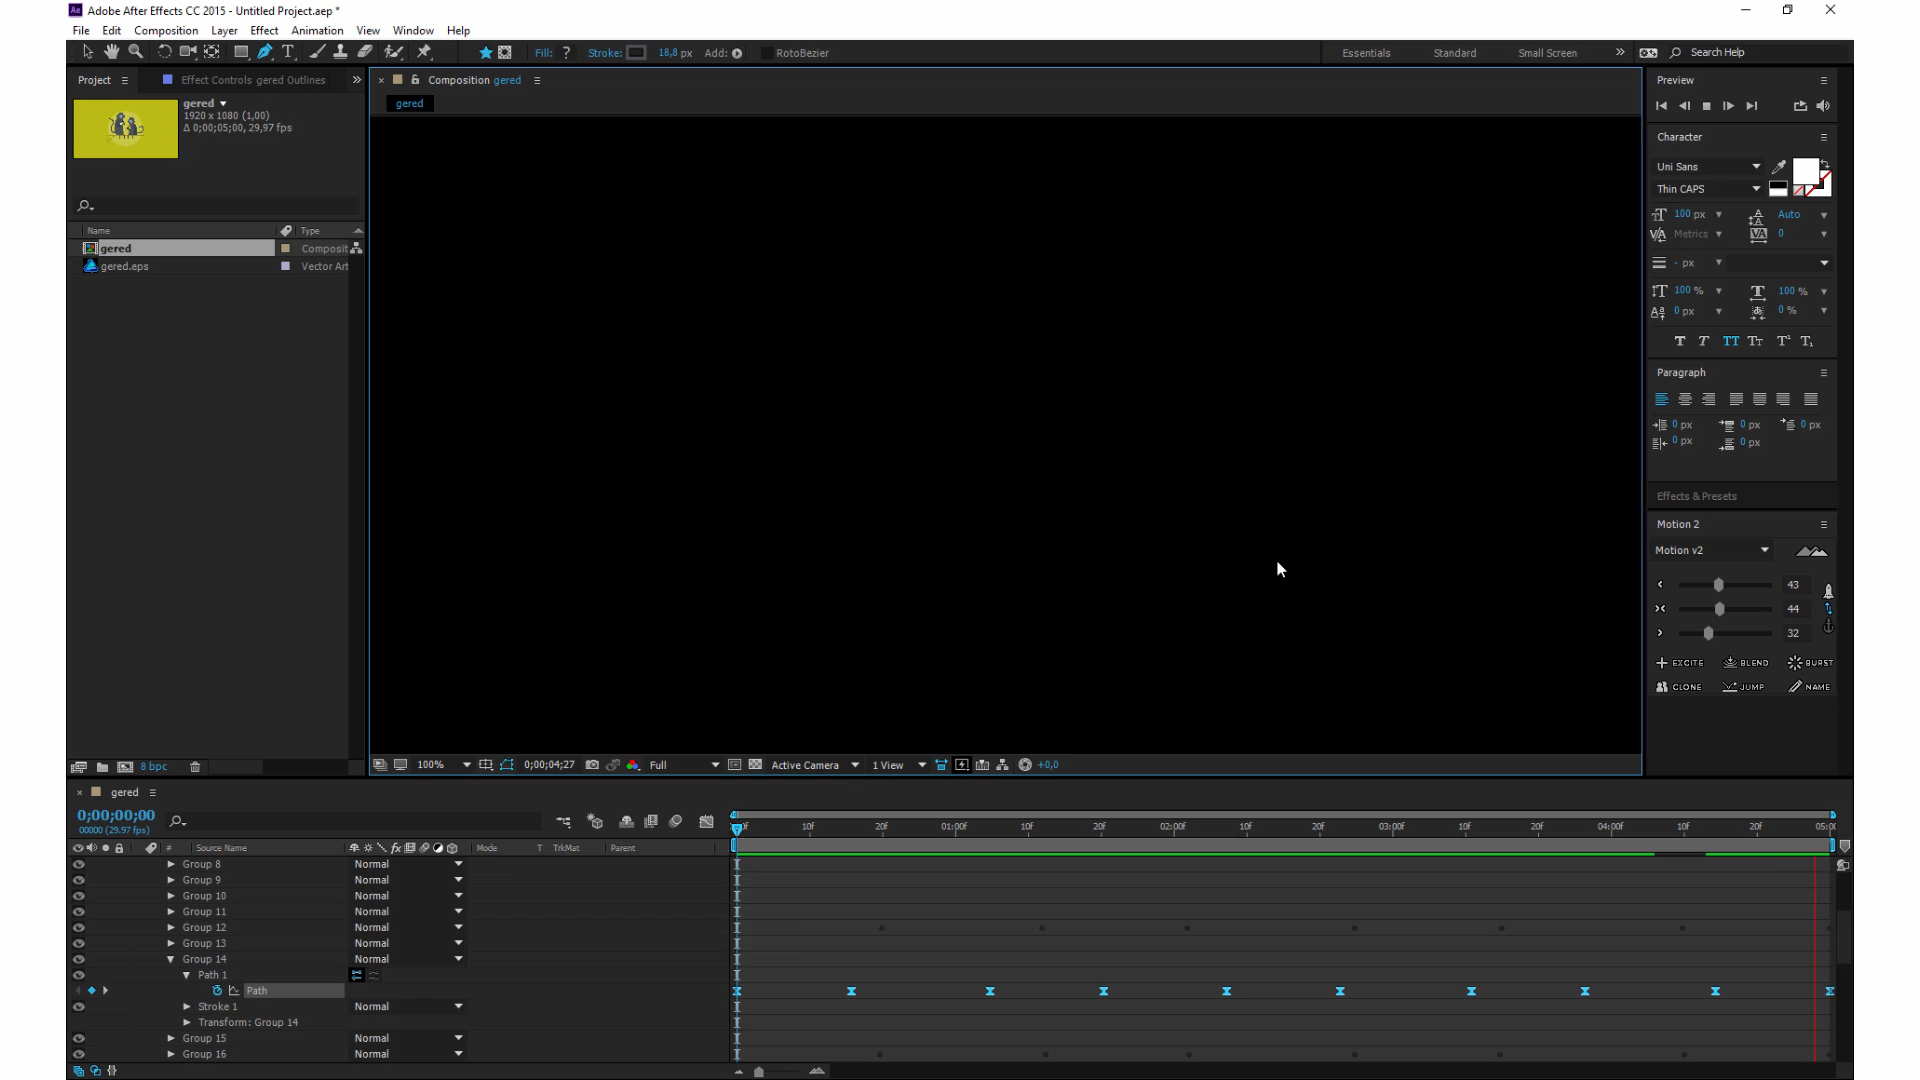 Adobe After Effects CC 2015 - Untitled Project.aep *
File Edit Composition Layer Effect Animation View Window Help
Fill: ? Stroke: 18,8 px Add: RotoBezier Essentials Standard Small Screen Search Help
Project Effect Controls gered Outlines
Composition gered
gered
gered
1920 x 1080 (1,00)
Δ 0;00;05;00, 29,97 fps
Name Type
gered Composit
gered.eps Vector Art
8 bpc
100% 0;00;04;27 Full Active Camera 1 View +0,0
Preview
Character
Uni Sans
Thin CAPS
100 px Auto
Metrics 0
- px
100 % 100 %
0 px 0 %
Paragraph
0 px 0 px 0 px
0 px 0 px
Effects & Presets
Motion 2
Motion v2
43
44
32
EXCITE BLEND BURST
CLONE JUMP NAME
gered
0;00;00;00
00000 (29.97 fps)
0f 10f 20f 01:00f 10f 20f 02:00f 10f 20f 03:00f 10f 20f 04:00f 10f 20f 05:0
# Source Name Mode T TrkMat Parent
Group 8 Normal
Group 9 Normal
Group 10 Normal
Group 11 Normal
Group 12 Normal
Group 13 Normal
Group 14 Normal
Path 1
Path
Stroke 1 Normal
Transform: Group 14
Group 15 Normal
Group 16 Normal